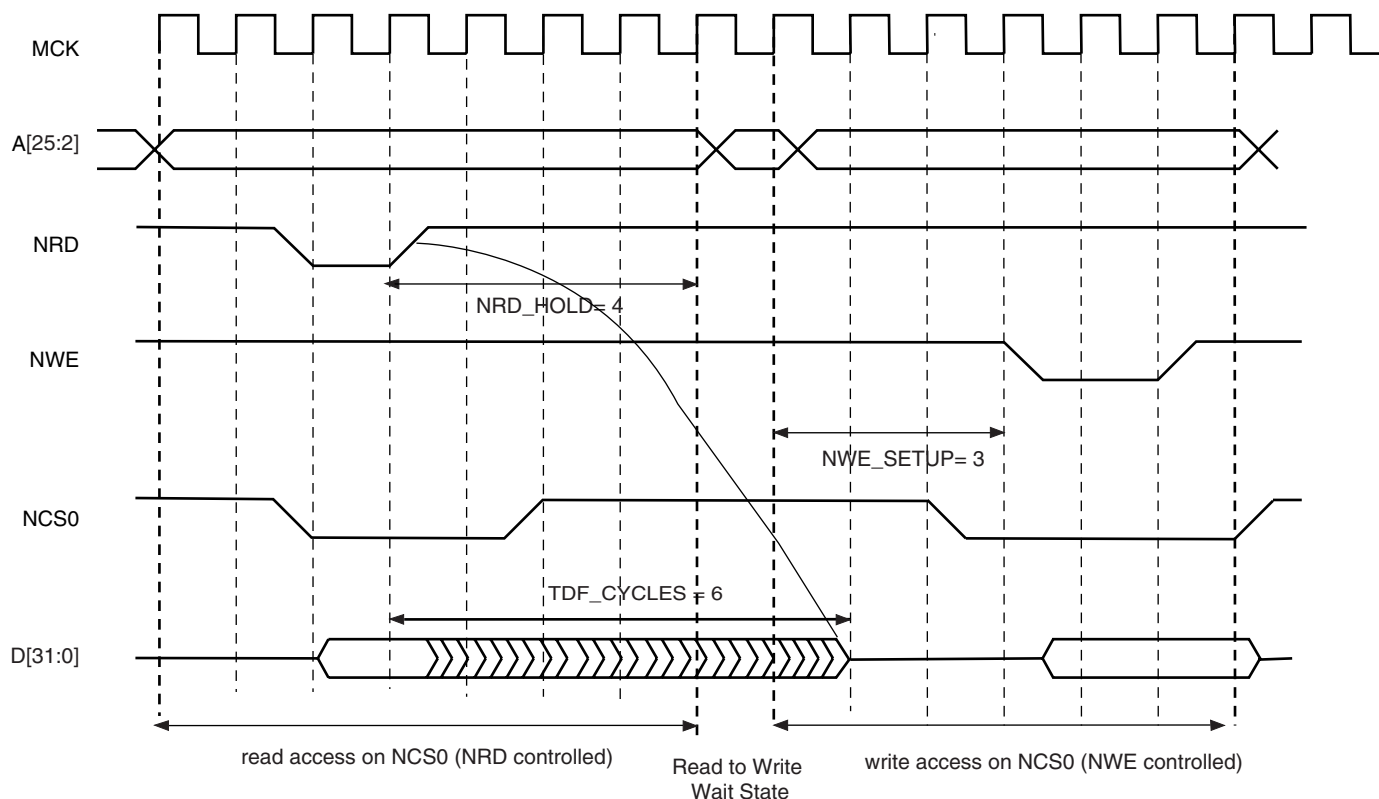 MCK
A[25:2]
NRD
NRD_HOLD= 4
NWE
NWE_SETUP= 3
NCS0
TDF_CYCLES = 6
D[31:0]
read access on NCS0 (NRD controlled)
Read to Write
Wait State
write access on NCS0 (NWE controlled)